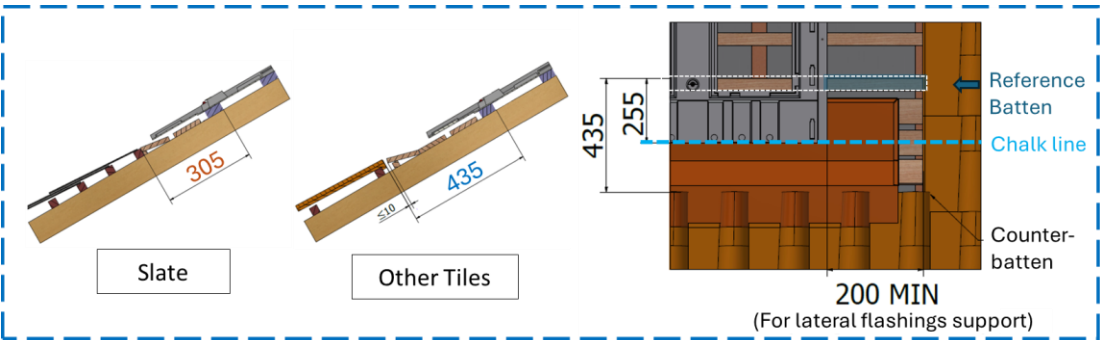 305
Slate
≤10
435
Other Tiles
435
255
Reference
Batten
Chalk line
Counter-
batten
200 MIN
(For lateral flashings support)